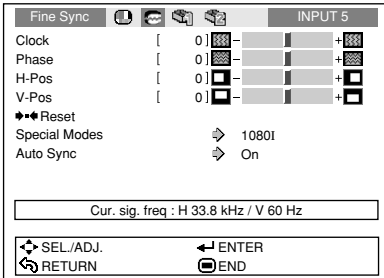 Fine Sync INPUT 5
Clock [ 0 ] - +
Phase [ 0 ] - +
H-Pos [ 0 ] - +
V-Pos [ 0 ] - +
Reset
Special Modes 1080I
Auto Sync On
Cur. sig. freq : H 33.8 kHz / V 60 Hz
SEL./ADJ. ENTER
RETURN END